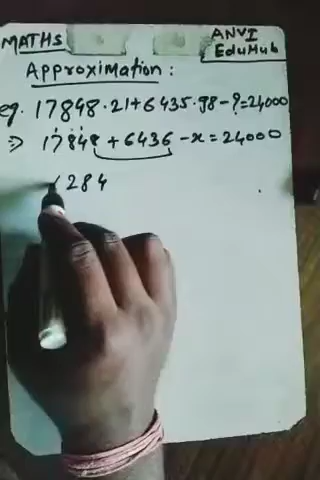 MATHS
ANVI
EduHub
Approximation :
eg. 17848.21+6435.98-?=24000
⇒ 17848+6436-x=24000
284